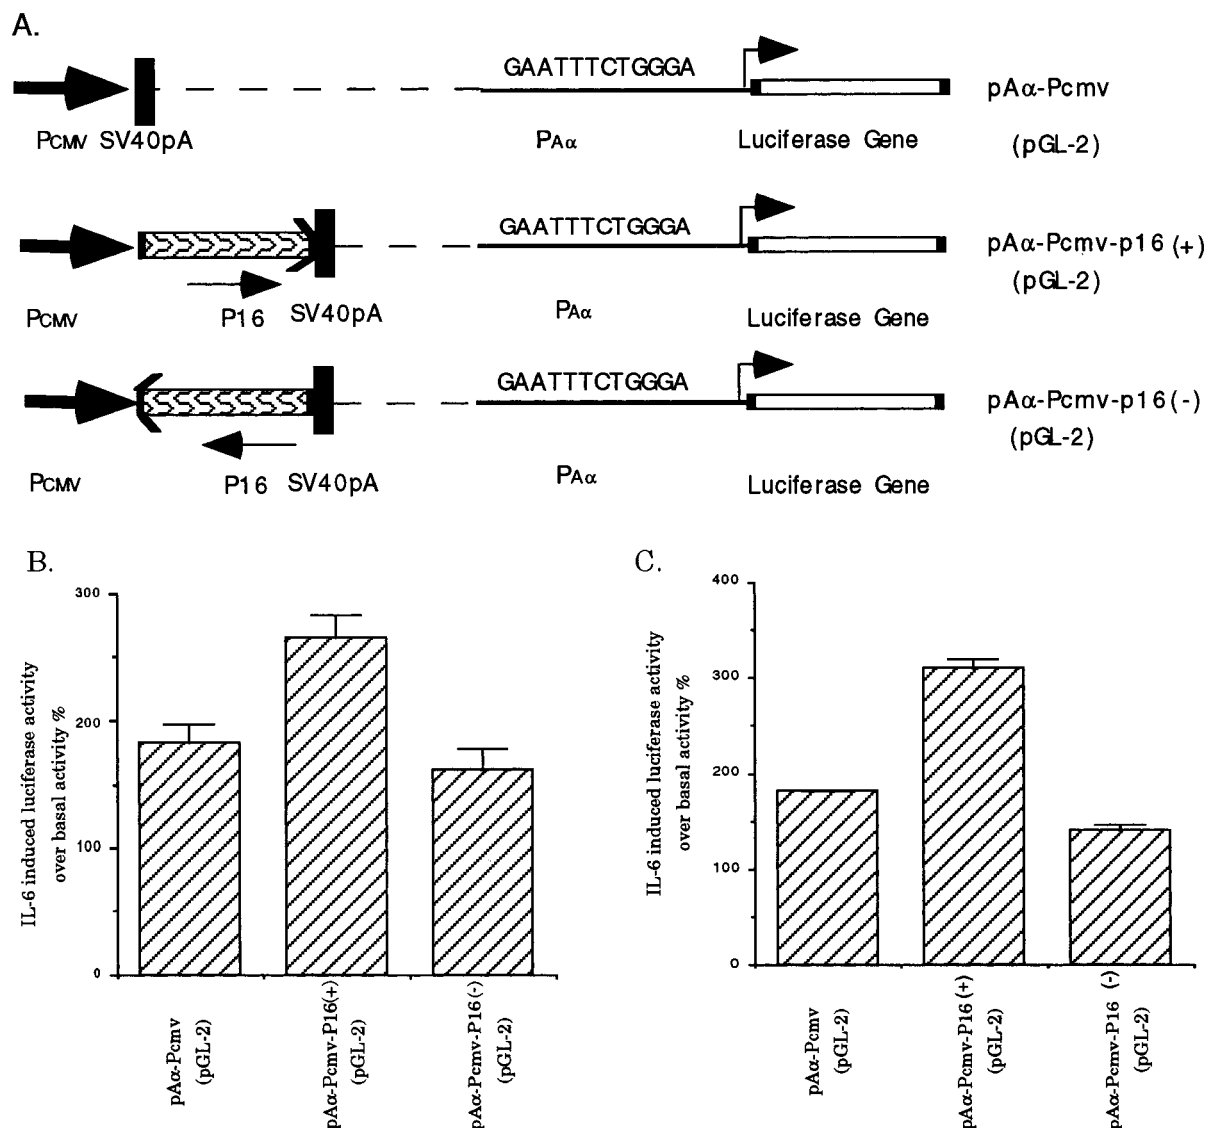 A.
GAATTTCTGGGA
PCMV SV40pA PAα Luciferase Gene
pAα-Pcmv
(pGL-2)
GAATTTCTGGGA
PCMV P16 SV40pA PAα Luciferase Gene
pAα-Pcmv-p16 (+)
(pGL-2)
GAATTTCTGGGA
PCMV P16 SV40pA PAα Luciferase Gene
pAα-Pcmv-p16(-)
(pGL-2)
B.
IL-6 induced luciferase activity
over basal activity %
300
200
100
0
pAα-Pcmv
(pGL-2)
pAα-Pcmv-P16(+)
(pGL-2)
pAα-Pcmv-P16 (-)
(pGL-2)
C.
IL-6 induced luciferase activity
over basal activity %
400
300
200
100
0
pAα-Pcmv
(pGL-2)
pAα-Pcmv-P16 (+)
(pGL-2)
pAα-Pcmv-P16 (-)
(pGL-2)